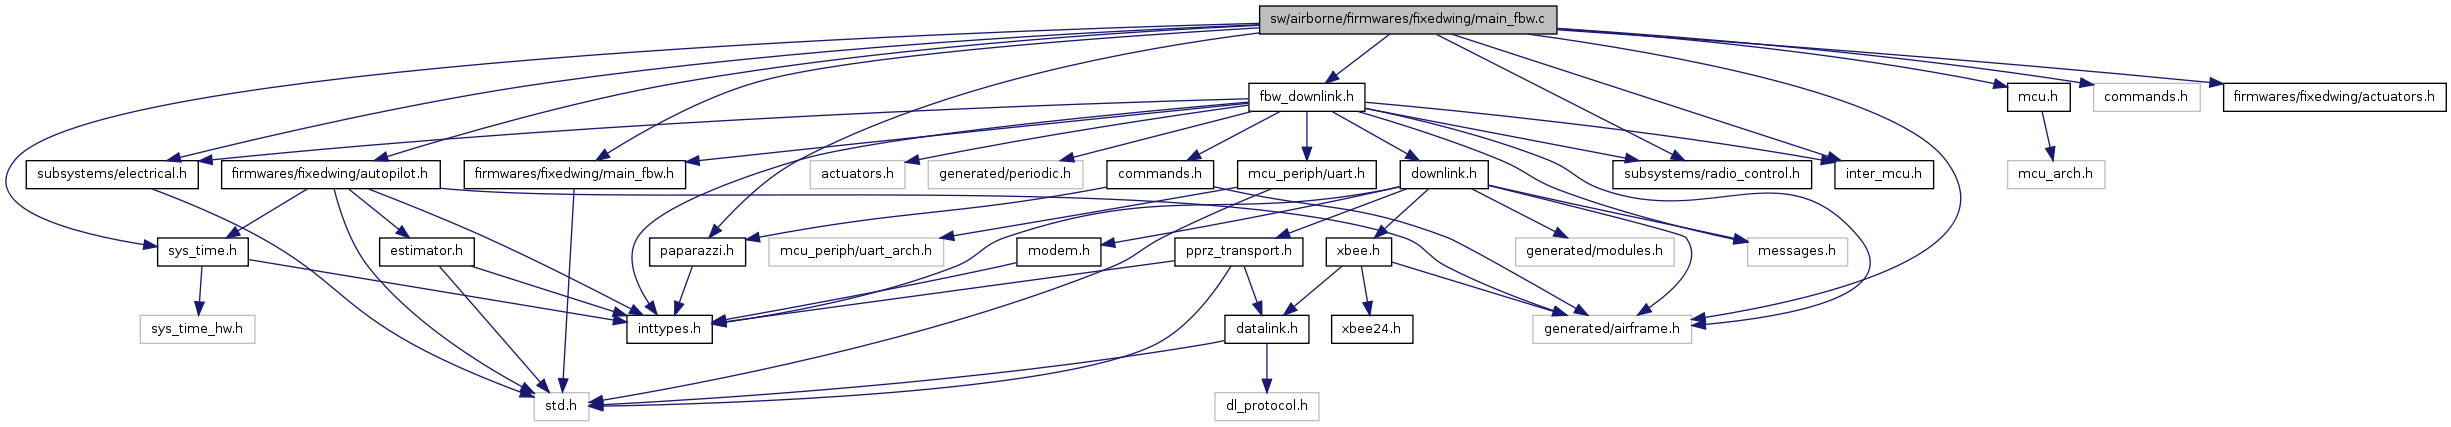 sw/airborne/firmwares/fixedwing/main_fbw.c
fbw_downlink.h
mcu.h
commands.h
firmwares/fixedwing/actuators.h
subsystems/electrical.h
firmwares/fixedwing/autopilot.h
firmwares/fixedwing/main_fbw.h
actuators.h
generated/periodic.h
commands.h
mcu_periph/uart.h
downlink.h
subsystems/radio_control.h
inter_mcu.h
mcu_arch.h
sys_time.h
estimator.h
paparazzi.h
mcu_periph/uart_arch.h
modem.h
pprz_transport.h
xbee.h
generated/modules.h
messages.h
sys_time_hw.h
inttypes.h
datalink.h
xbee24.h
generated/airframe.h
std.h
dl_protocol.h